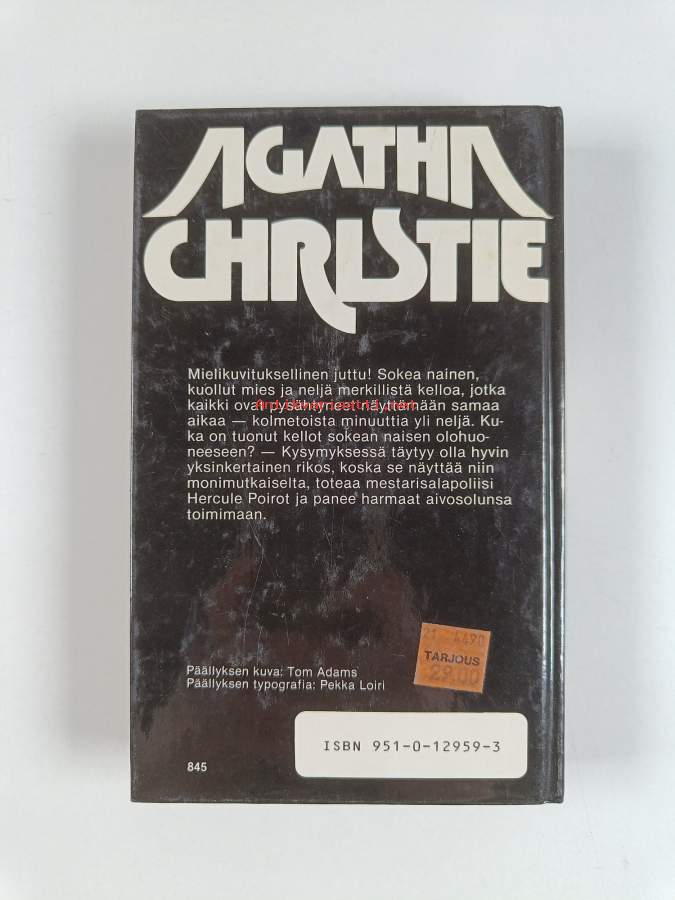 AGATHA
CHRISTIE
Mielikuvituksellinen juttu! Sokea nainen,
kuollut mies ja neljä merkillistä kelloa, jotka
kaikki ovat pysähtyneet näyttämään samaa
aikaa — kolmetoista minuuttia yli neljä. Ku-
ka on tuonut kellot sokean naisen olohuo-
neeseen? — Kysymyksessä täytyy olla hyvin
yksinkertainen rikos, koska se näyttää niin
monimutkaiselta, toteaa mestarisalapoliisi
Hercule Poirot ja panee harmaat aivosolunsa
toimimaan.
21 4490
TARJOUS
29.00
Päällyksen kuva: Tom Adams
Päällyksen typografia: Pekka Loiri
ISBN 951-0-12959-3
845